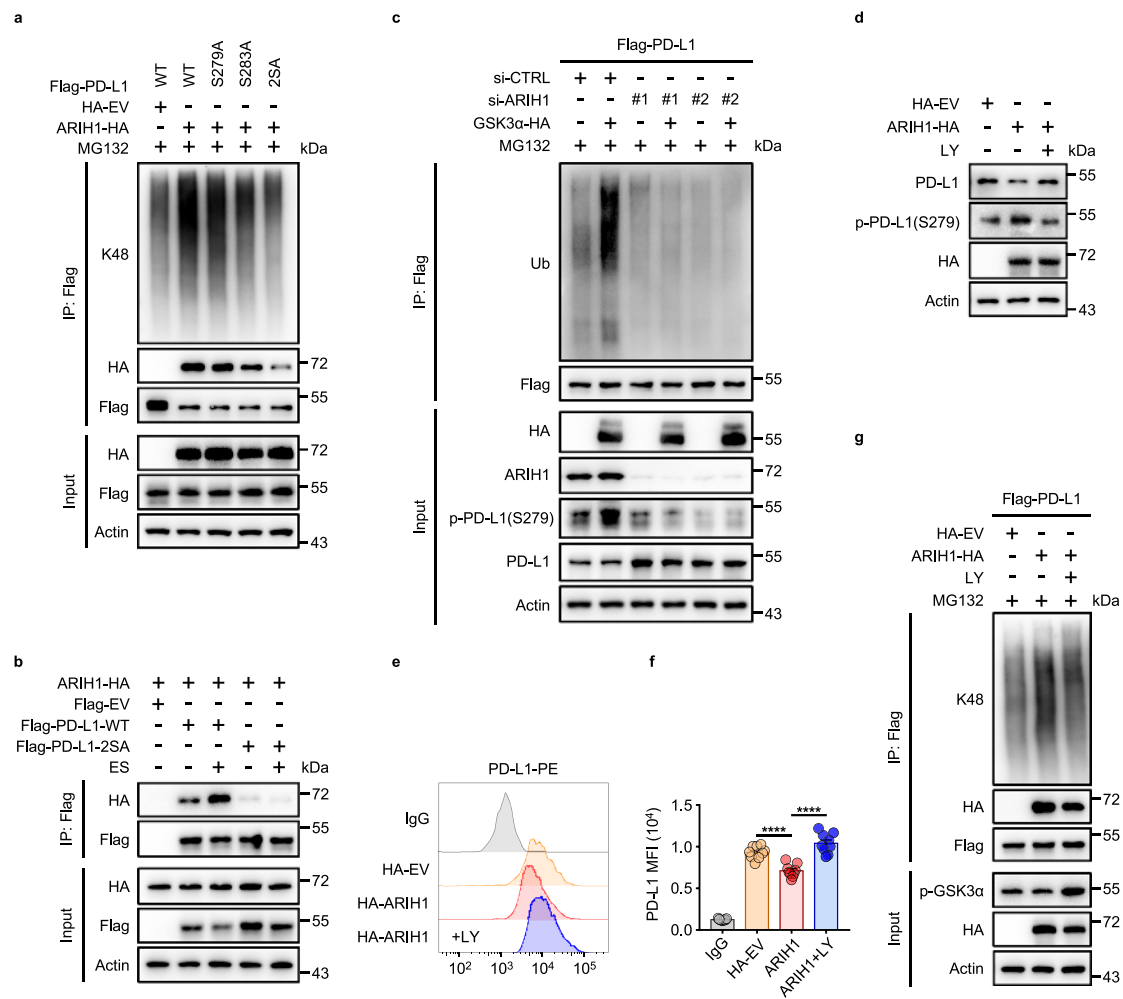 a
WT
WT
S279A
S283A
2SA
Flag-PD-L1
HA-EV + - - - -
ARIH1-HA - + + + +
MG132 + + + + + kDa
IP: Flag
K48
HA 72
Flag 55
Input
HA 72
Flag 55
Actin 43
b
ARIH1-HA + + + + +
Flag-EV + - - - -
Flag-PD-L1-WT - + + - -
Flag-PD-L1-2SA - - - + +
ES - - + - + kDa
IP: Flag
HA 72
Flag 55
Input
HA 72
Flag 55
Actin 43
c
Flag-PD-L1
si-CTRL + + - - - -
si-ARIH1 - - #1 #1 #2 #2
GSK3α-HA - + - + - +
MG132 + + + + + + kDa
IP: Flag
Ub
Flag 55
Input
HA 55
ARIH1 72
p-PD-L1(S279) 55
PD-L1 55
Actin 43
d
HA-EV + - -
ARIH1-HA - + +
LY - - + kDa
PD-L1 55
p-PD-L1(S279) 55
HA 72
Actin 43
e
PD-L1-PE
IgG
HA-EV
HA-ARIH1
HA-ARIH1 +LY
10² 10³ 10⁴ 10⁵
f
PD-L1 MFI (10⁴)
1.5
1.0
0.5
0
**** ****
IgG
HA-EV
ARIH1
ARIH1+LY
g
Flag-PD-L1
HA-EV + - -
ARIH1-HA - + +
LY - - +
MG132 + + + kDa
IP: Flag
K48
HA 72
Flag 55
Input
p-GSK3α 55
HA 72
Actin 43